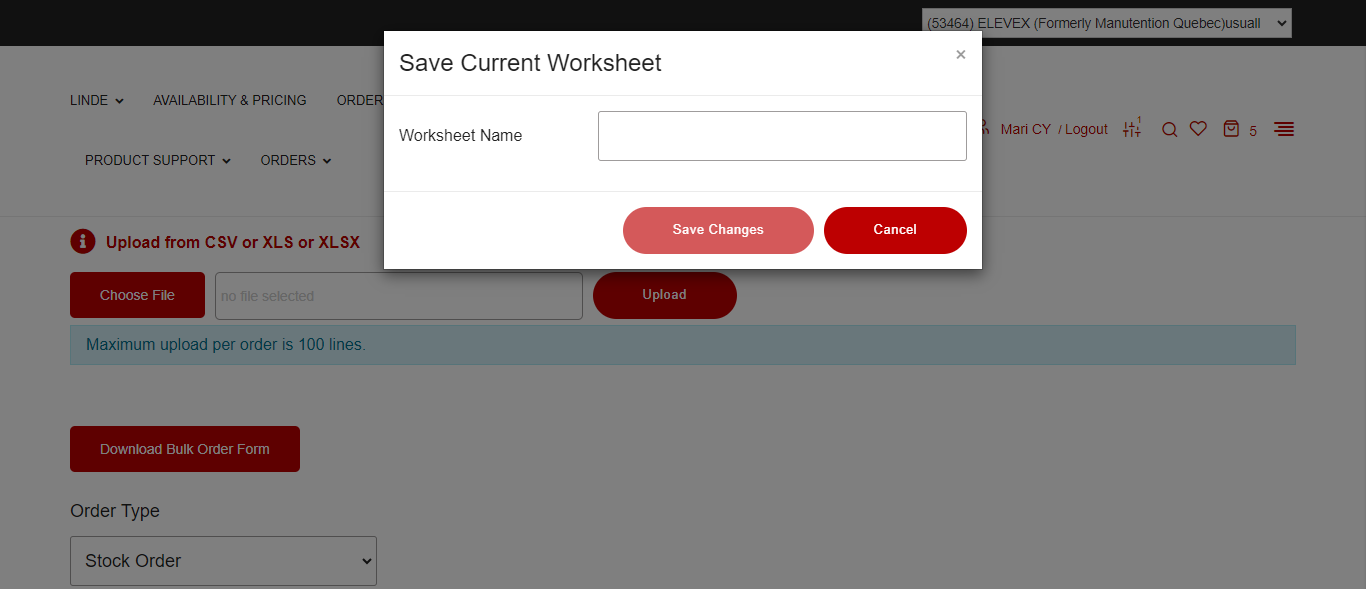 (53464) ELEVEX (Formerly Manutention Quebec)usuall
Save Current Worksheet
×
LINDE
AVAILABILITY & PRICING
ORDER
Worksheet Name
Mari CY / Logout
1
5
PRODUCT SUPPORT
ORDERS
Save Changes
Cancel
Upload from CSV or XLS or XLSX
Choose File
no file selected
Upload
Maximum upload per order is 100 lines.
Download Bulk Order Form
Order Type
Stock Order